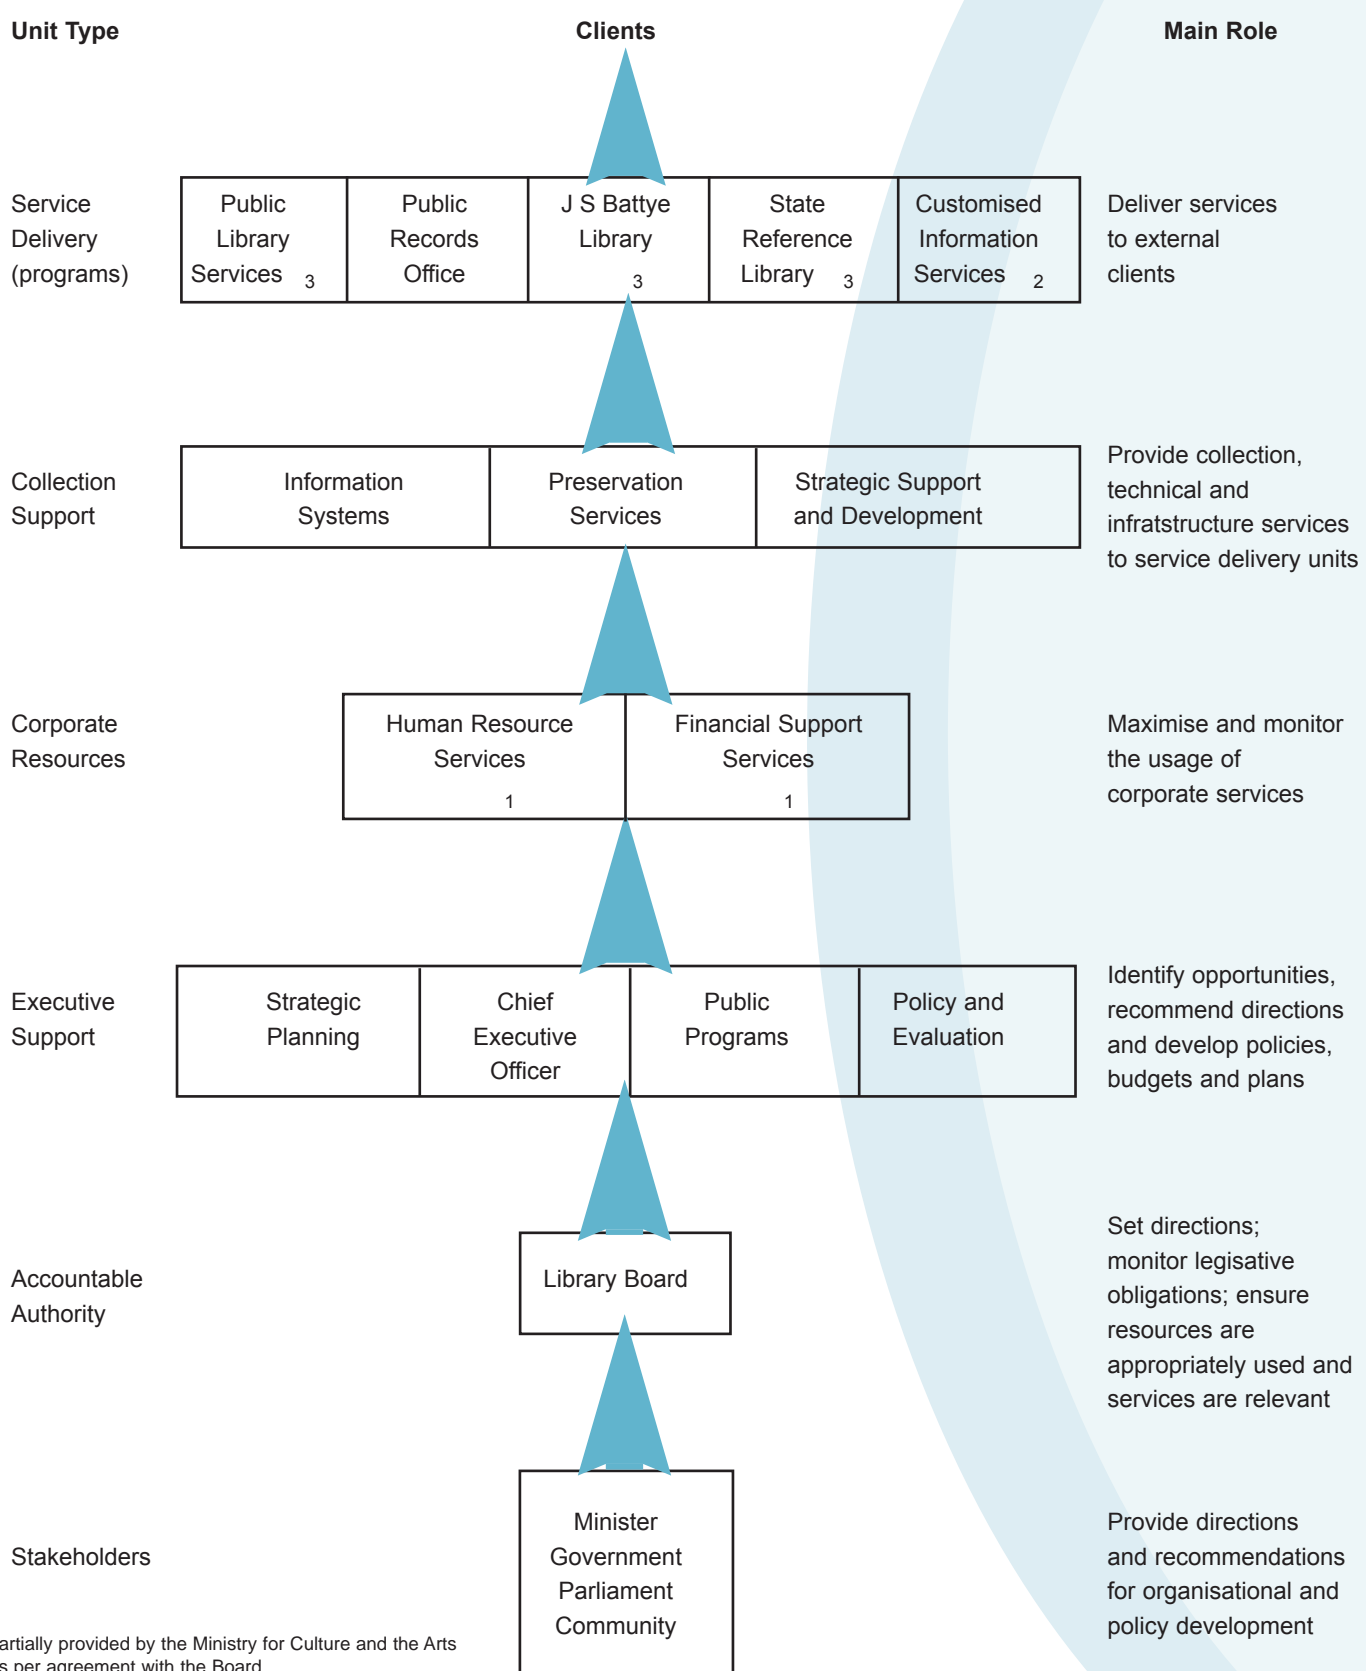 Unit Type
Clients
Main Role
Service
Delivery
(programs)
Public
Library
Services 3
Public
Records
Office
J S Battye
Library
3
State
Reference
Library 3
Customised
Information
Services 2
Deliver services
to external
clients
Collection
Support
Information
Systems
Preservation
Services
Strategic Support
and Development
Provide collection,
technical and
infratstructure services
to service delivery units
Corporate
Resources
Human Resource
Services
1
Financial Support
Services
1
Maximise and monitor
the usage of
corporate services
Executive
Support
Strategic
Planning
Chief
Executive
Officer
Public
Programs
Policy and
Evaluation
Identify opportunities,
recommend directions
and develop policies,
budgets and plans
Accountable
Authority
Library Board
Set directions;
monitor legisative
obligations; ensure
resources are
appropriately used and
services are relevant
Stakeholders
Minister
Government
Parliament
Community
Provide directions
and recommendations
for organisational and
policy development
artially provided by the Ministry for Culture and the Arts
s per agreement with the Board